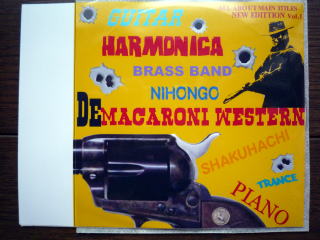 GUITAR
ALL ABOUT MAIN TITLES
NEW EDITION Vol.1
HARMONICA
BRASS BAND
NIHONGO
DE MACARONI WESTERN
SHAKUHACHI
TRANCE
PIANO